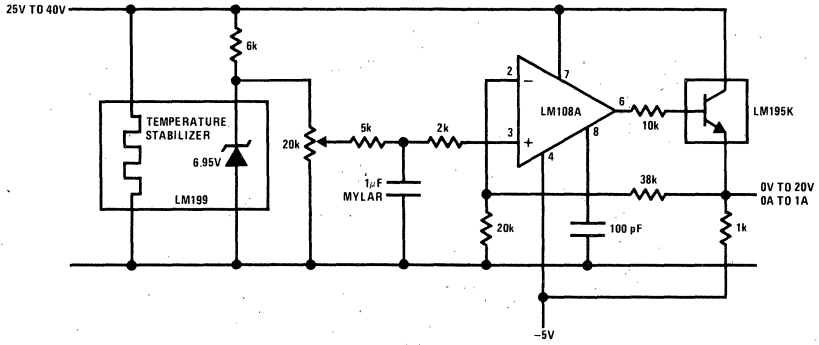 25V TO 40V
6k
TEMPERATURE
STABILIZER
6.95V
LM199
20k
5k
1μF
MYLAR
2k
2
3
7
LM108A
6
8
4
10k
LM195K
38k
0V TO 20V
0A TO 1A
20k
100 pF
1k
−5V